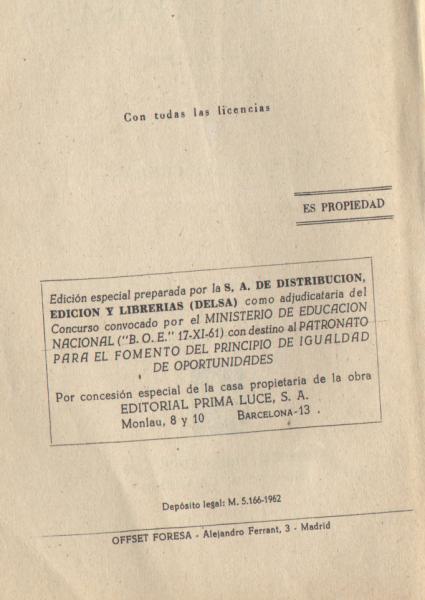 Con todas las licencias
ES PROPIEDAD
Edición especial preparada por la S. A. DE DISTRIBUCION,
EDICION Y LIBRERIAS (DELSA) como adjudicataria del
Concurso convocado por el MINISTERIO DE EDUCACION
NACIONAL ("B. O. E." 17-XI-61) con destino al PATRONATO
PARA EL FOMENTO DEL PRINCIPIO DE IGUALDAD
DE OPORTUNIDADES
Por concesión especial de la casa propietaria de la obra
EDITORIAL PRIMA LUCE, S. A.
Monlau, 8 y 10 BARCELONA-13 .
Depósito legal: M. 5.166-1962
OFFSET FORESA - Alejandro Ferrant, 3 - Madrid